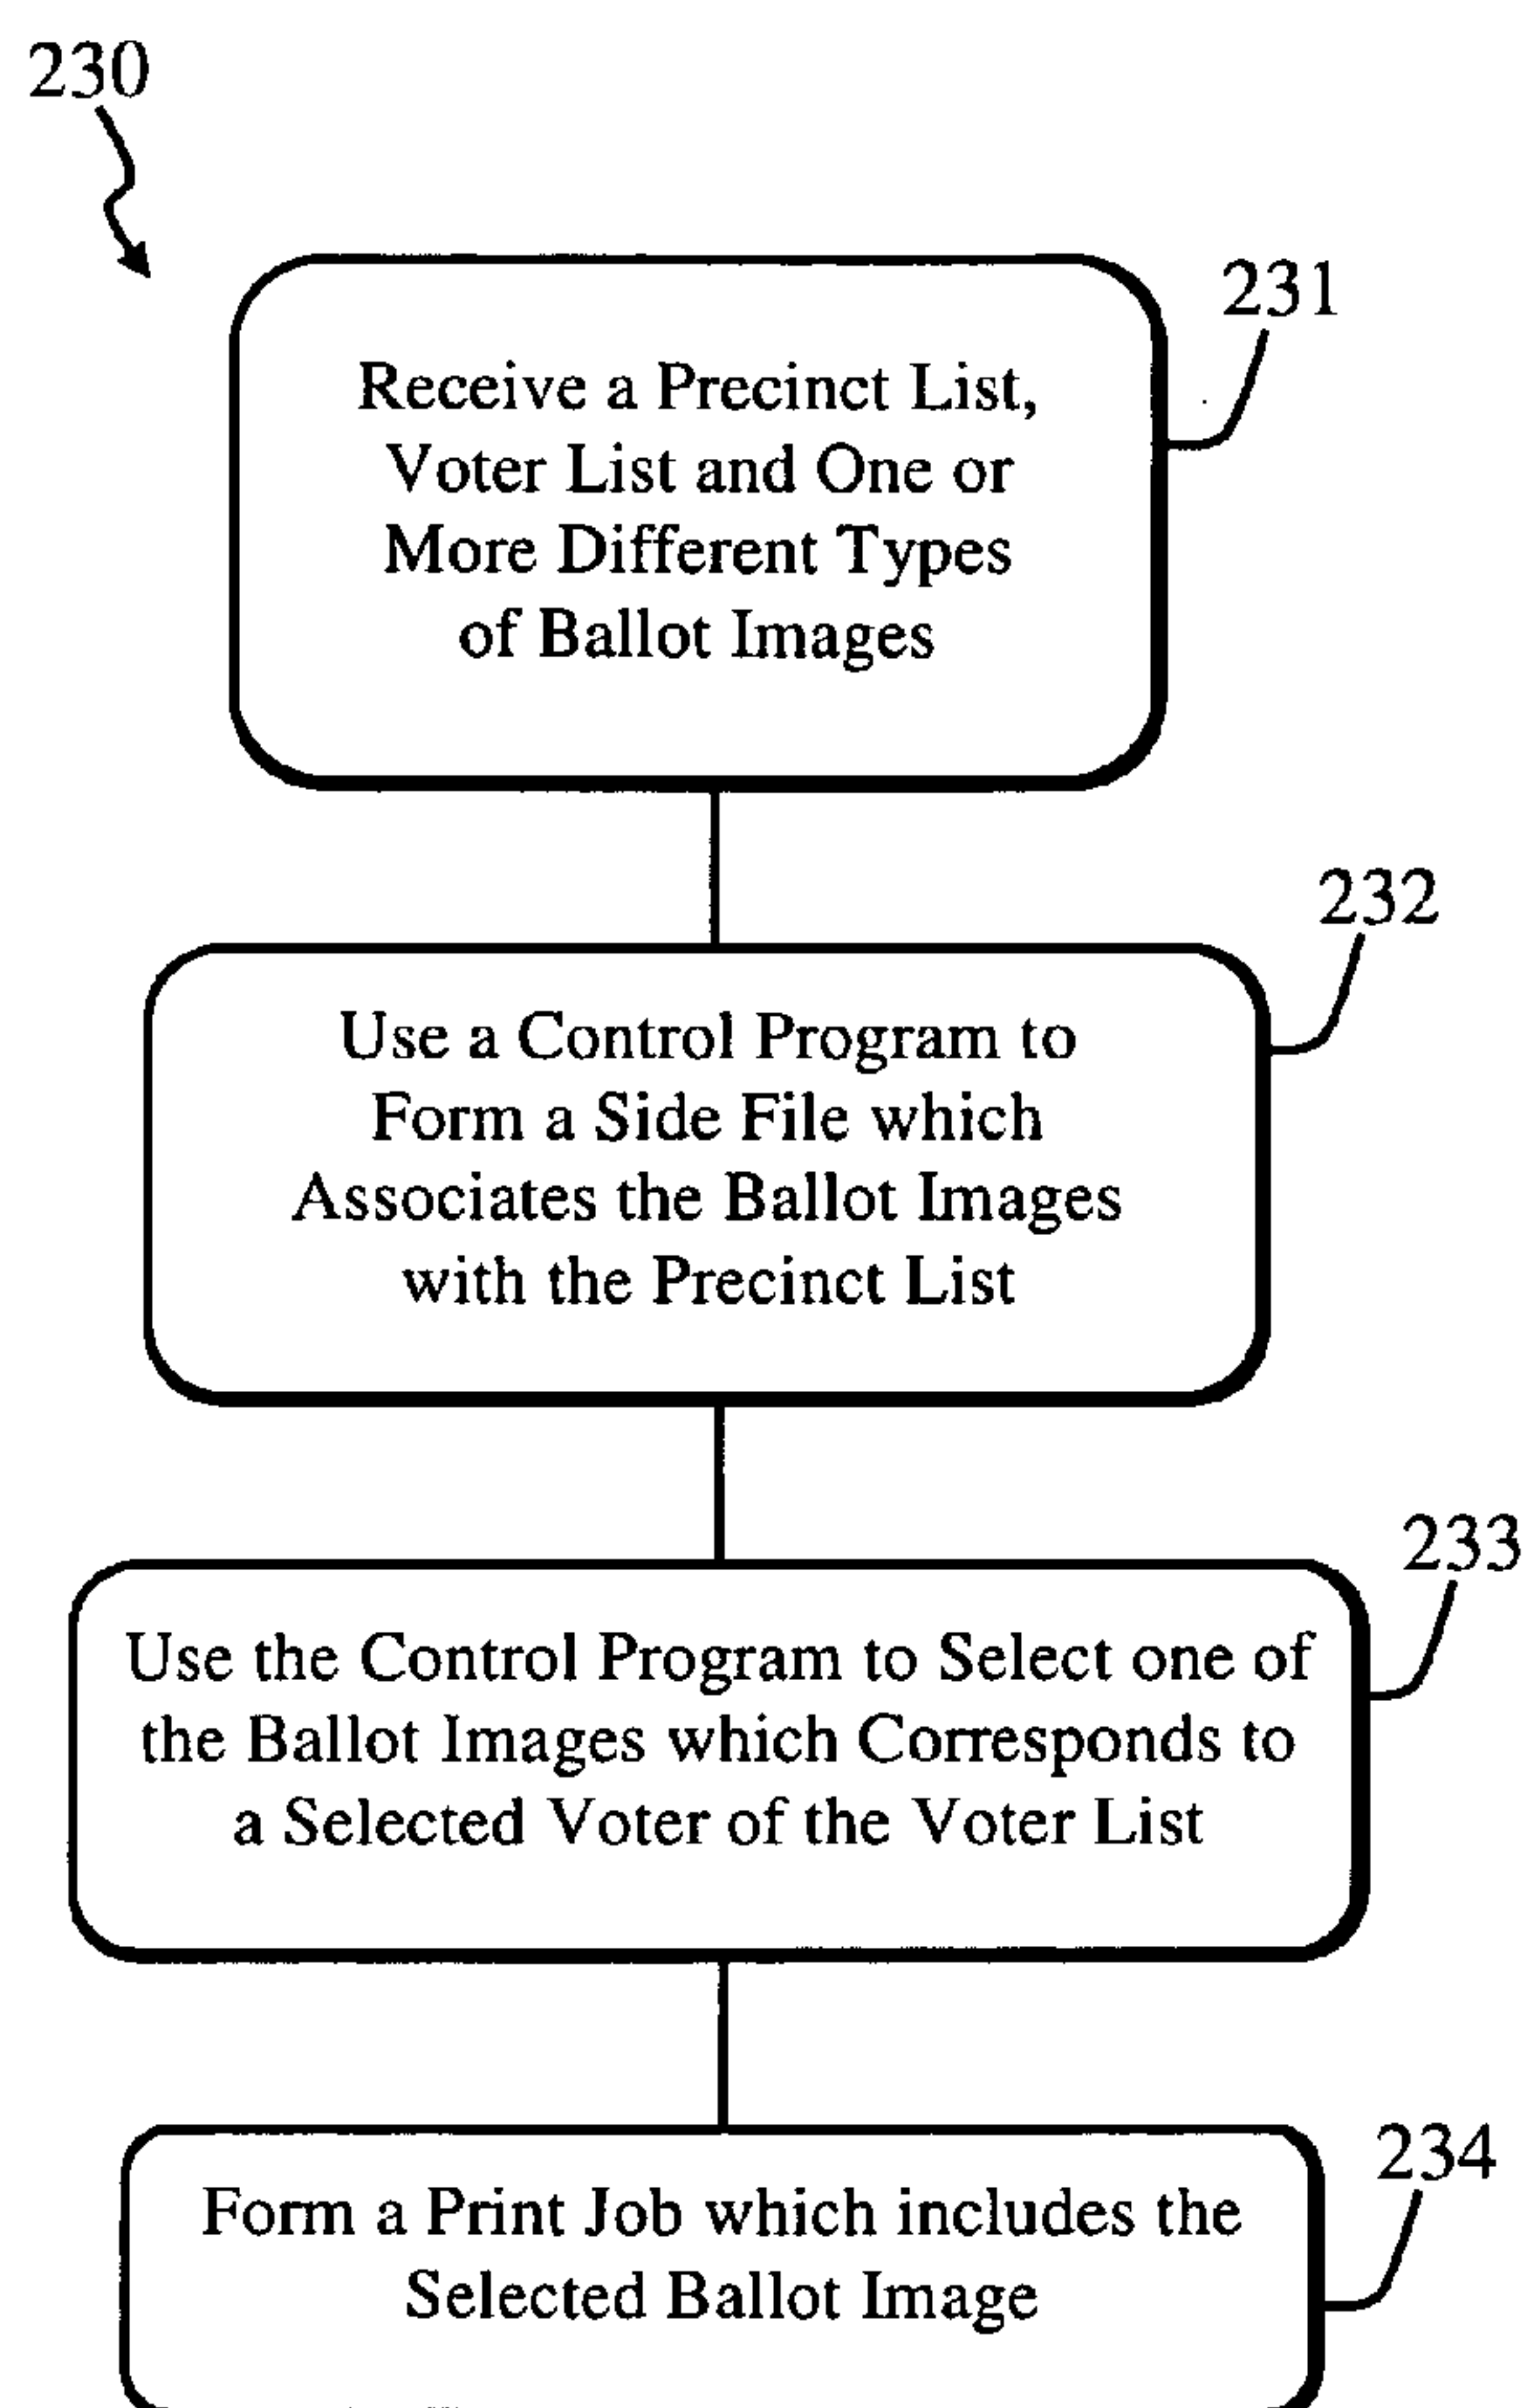 230
231
Receive a Precinct List,
Voter List and One or
More Different Types
of Ballot Images
232
Use a Control Program to
Form a Side File which
Associates the Ballot Images
with the Precinct List
233
Use the Control Program to Select one of
the Ballot Images which Corresponds to
a Selected Voter of the Voter List
234
Form a Print Job which includes the
Selected Ballot Image